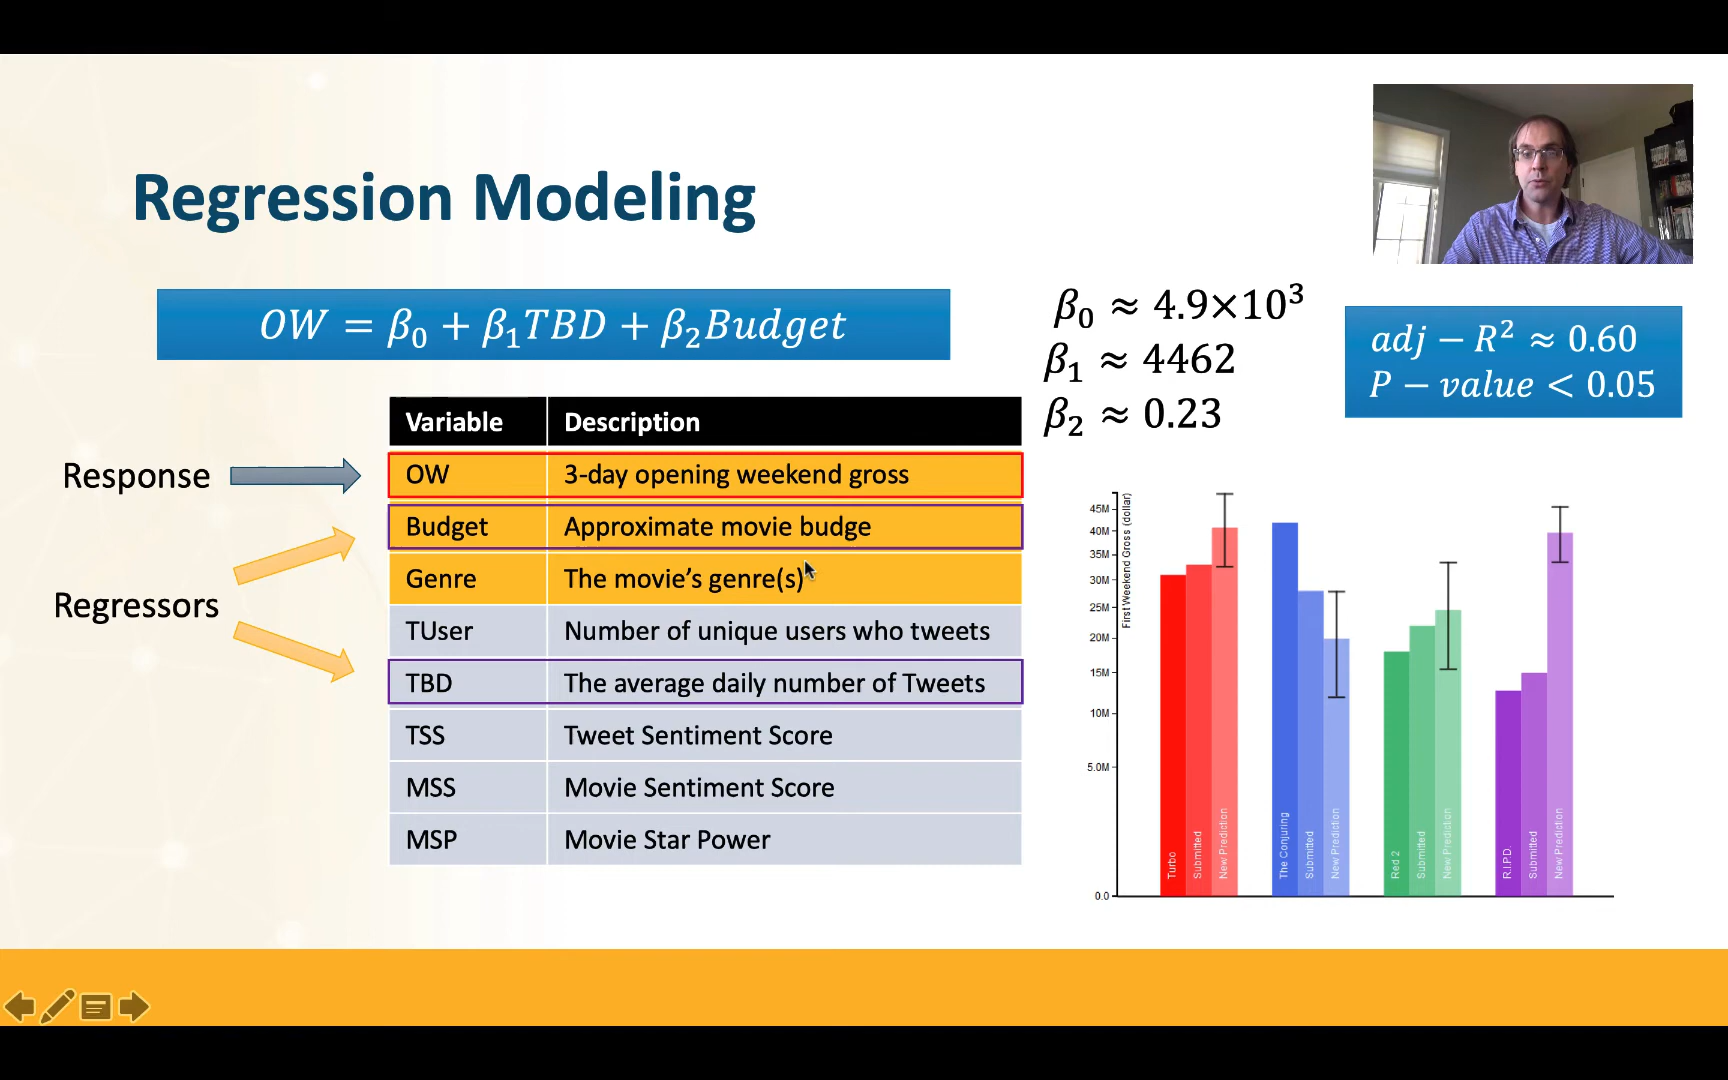 Regression Modeling
OW = β₀ + β₁TBD + β₂Budget
β₀ ≈ 4.9×10³
β₁ ≈ 4462
β₂ ≈ 0.23
adj − R² ≈ 0.60
P − value < 0.05
Response
Regressors
Variable Description
OW 3-day opening weekend gross
Budget Approximate movie budge
Genre The movie’s genre(s)
TUser Number of unique users who tweets
TBD The average daily number of Tweets
TSS Tweet Sentiment Score
MSS Movie Sentiment Score
MSP Movie Star Power
First Weekend Gross (dollar)
45M
40M
35M
30M
25M
20M
15M
10M
5.0M
0.0
Turbo
Submitted
New Prediction
The Conjuring
Submitted
New Prediction
Red 2
Submitted
New Prediction
R.I.P.D.
Submitted
New Prediction